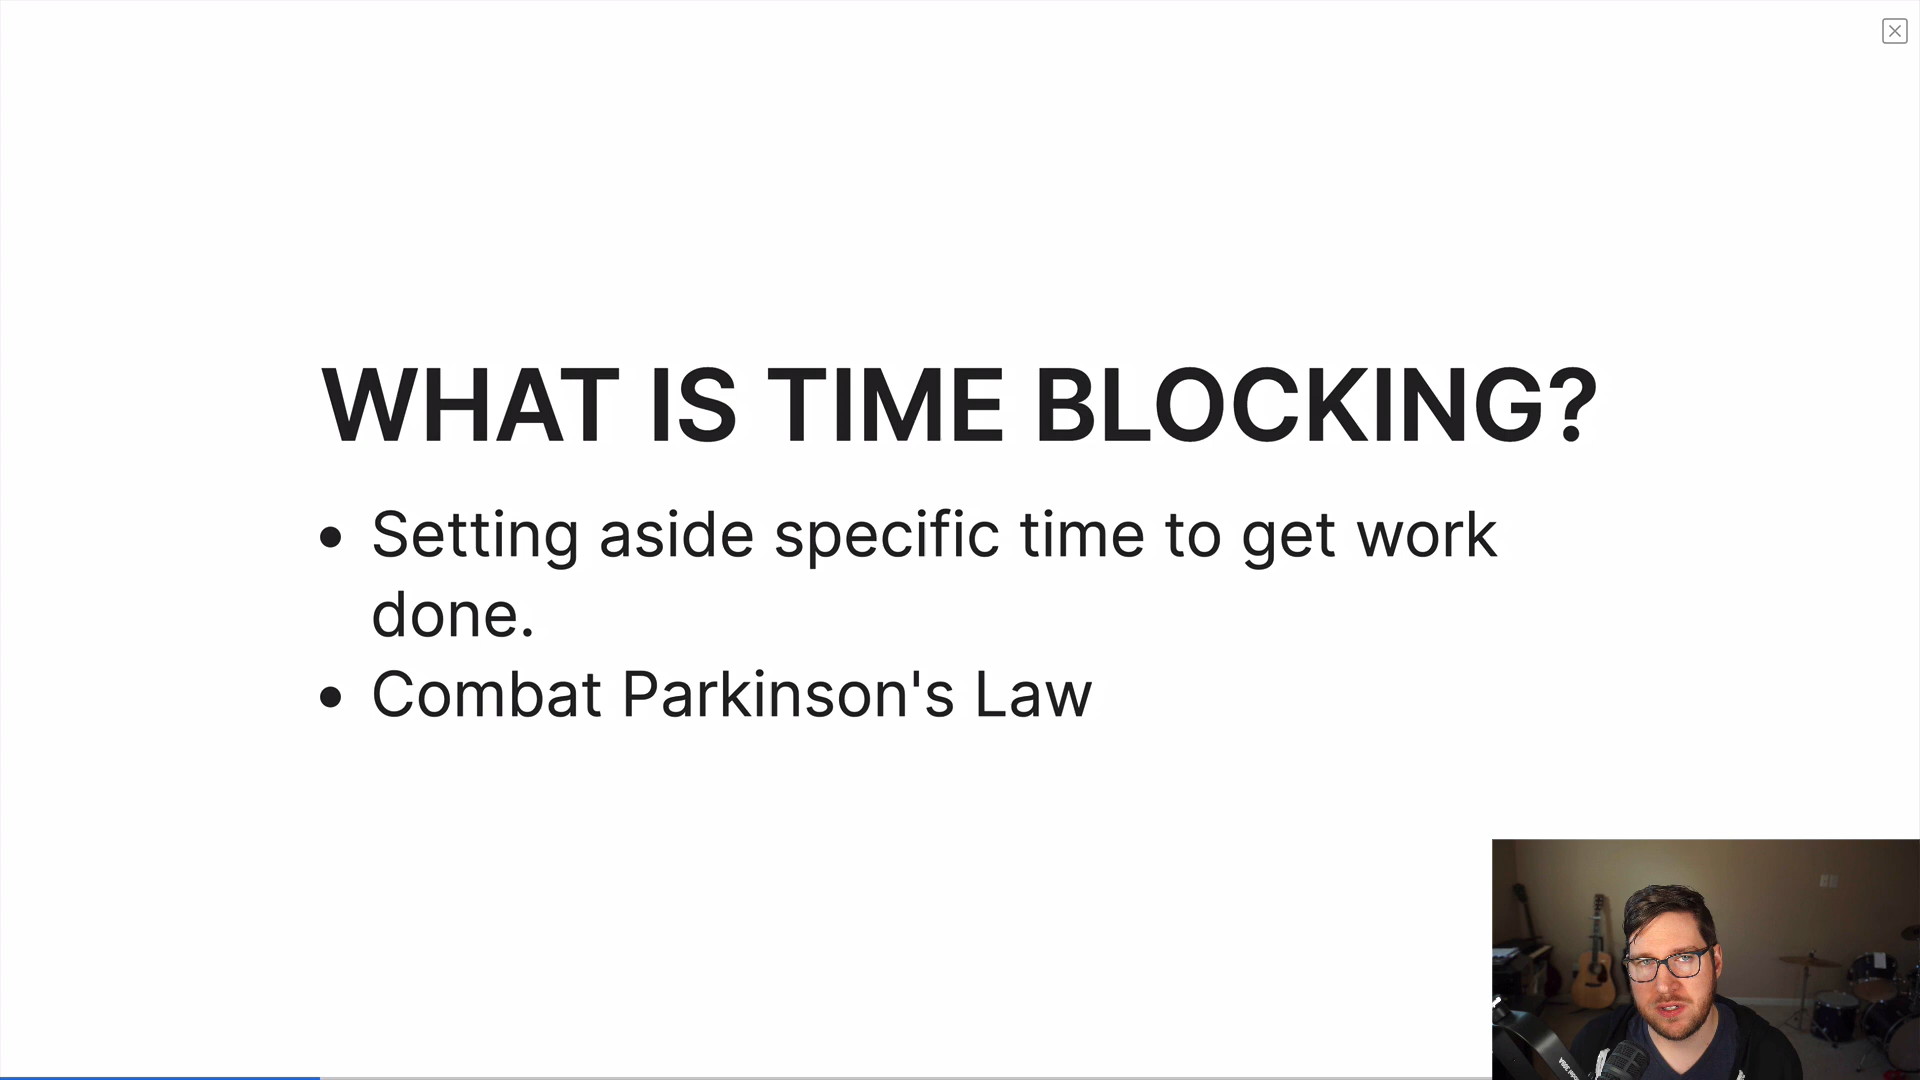 WHAT IS TIME BLOCKING?
• Setting aside specific time to get work
done.
• Combat Parkinson's Law